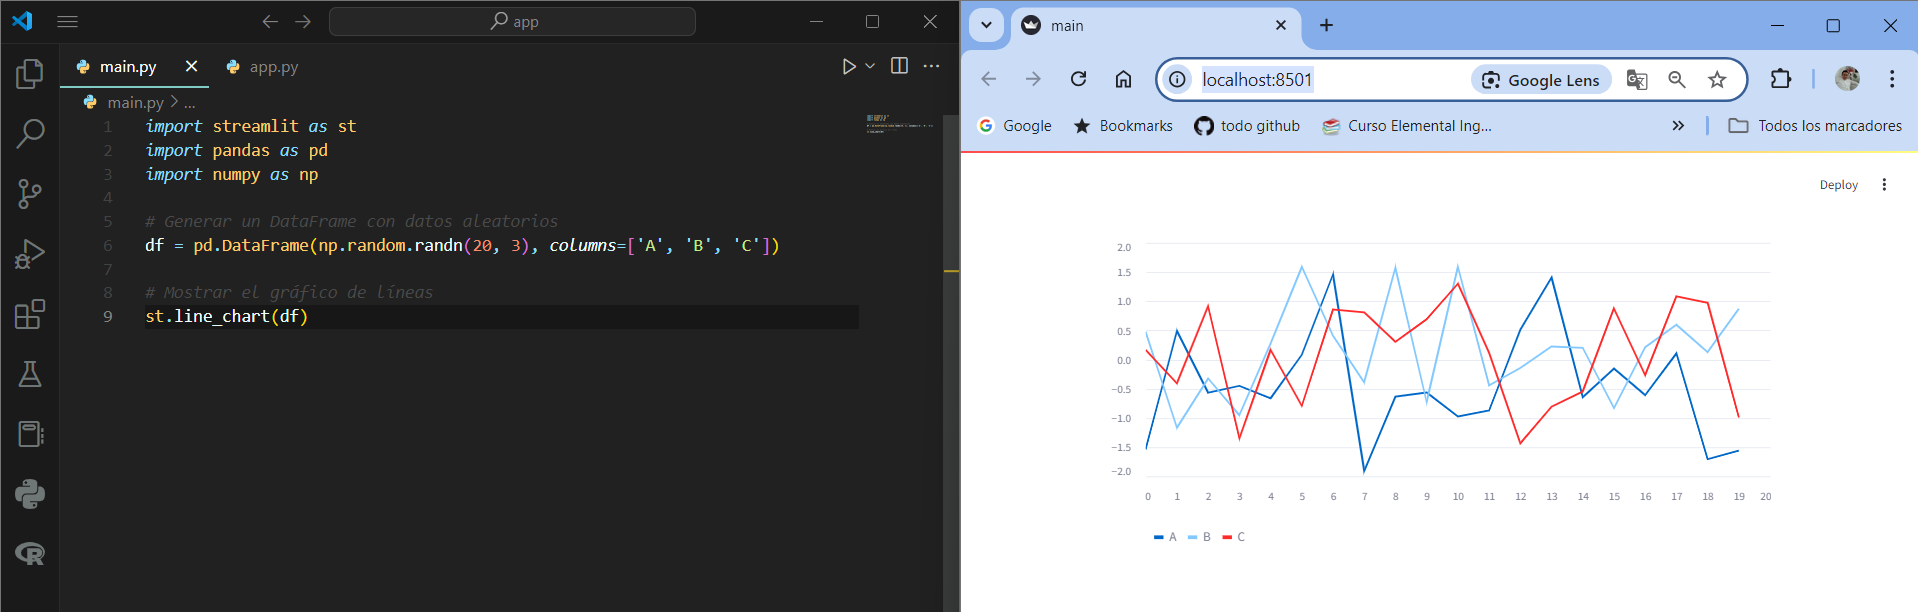 app
main.py
app.py
main.py > ...
1 import streamlit as st
2 import pandas as pd
3 import numpy as np
4
5 # Generar un DataFrame con datos aleatorios
6 df = pd.DataFrame(np.random.randn(20, 3), columns=['A', 'B', 'C'])
7
8 # Mostrar el gráfico de líneas
9 st.line_chart(df)
main
localhost:8501
Google Lens
Google
Bookmarks
todo github
Curso Elemental Ing...
Todos los marcadores
Deploy
2.0
1.5
1.0
0.5
0.0
−0.5
−1.0
−1.5
−2.0
0 1 2 3 4 5 6 7 8 9 10 11 12 13 14 15 16 17 18 19 20
A B C